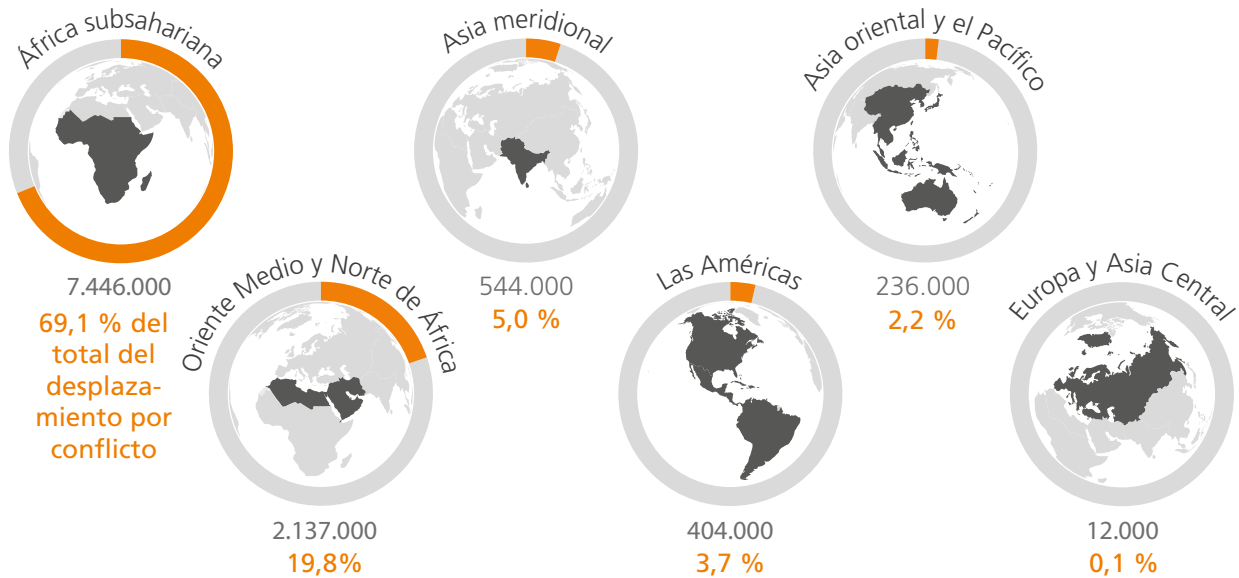 África subsahariana
7.446.000
69,1 % del
total del
desplaza-
miento por
conflicto
Oriente Medio y Norte de África
2.137.000
19,8%
Asia meridional
544.000
5,0 %
Las Américas
404.000
3,7 %
Asia oriental y el Pacífico
236.000
2,2 %
Europa y Asia Central
12.000
0,1 %